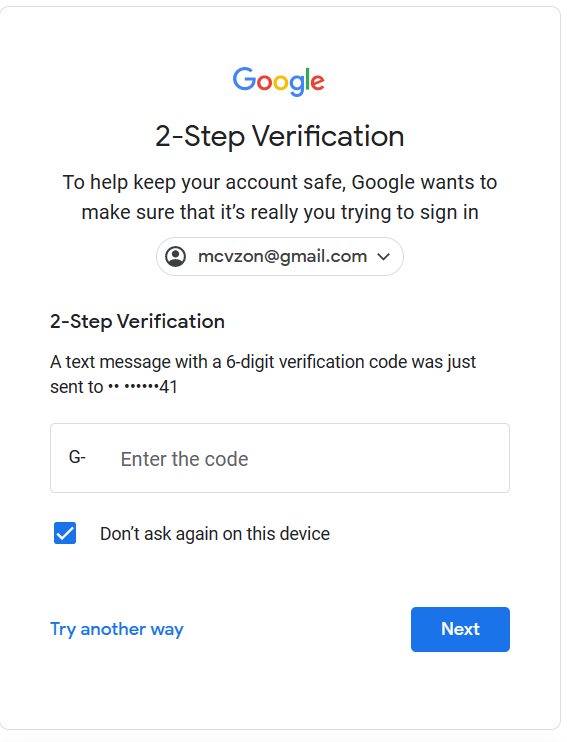 Google
2-Step Verification
To help keep your account safe, Google wants to
make sure that it’s really you trying to sign in
mcvzon@gmail.com
2-Step Verification
A text message with a 6-digit verification code was just
sent to •• ••••••41
G- Enter the code
Don’t ask again on this device
Try another way Next